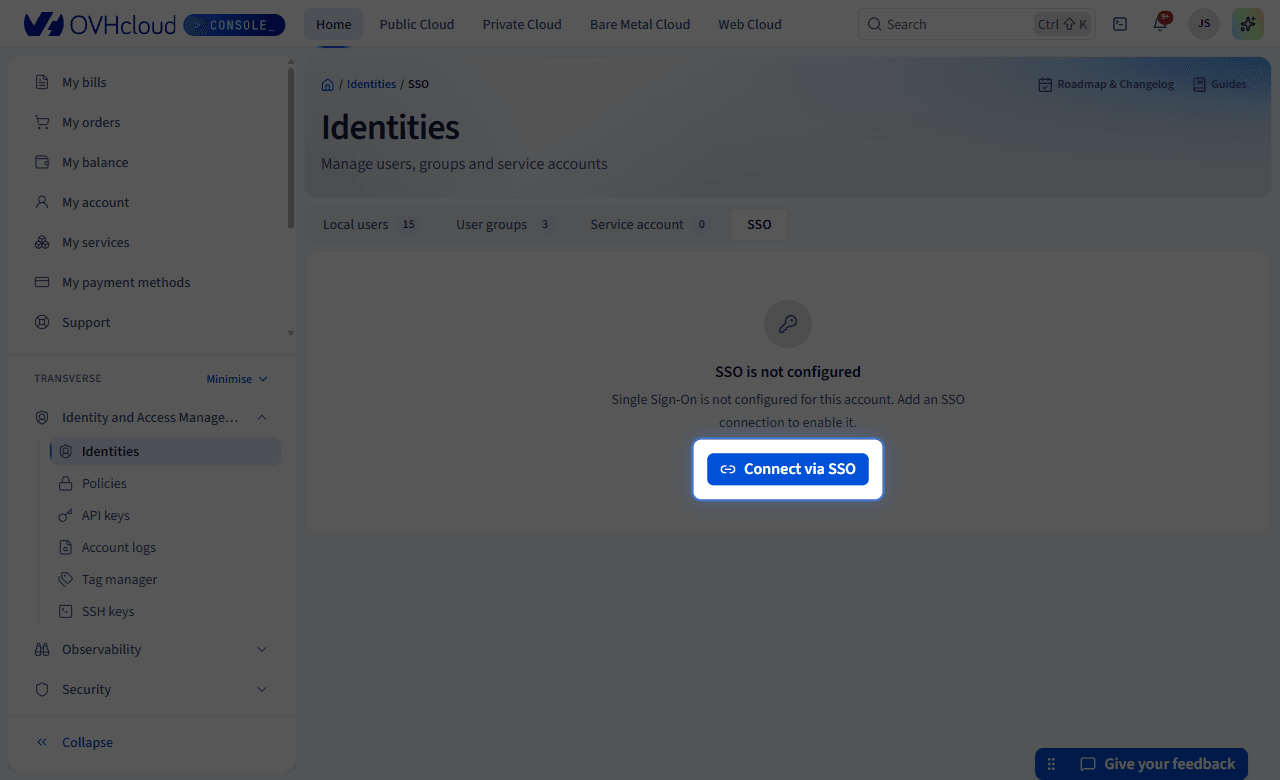 OVHcloud
> CONSOLE_
Home
Public Cloud
Private Cloud
Bare Metal Cloud
Web Cloud
Search
Ctrl ⇧ K
9+
JS
My bills
My orders
My balance
My account
My services
My payment methods
Support
TRANSVERSE
Minimise
Identity and Access Manage...
Identities
Policies
API keys
Account logs
Tag manager
SSH keys
Observability
Security
Collapse
/ Identities / SSO
Roadmap & Changelog
Guides
Identities
Manage users, groups and service accounts
Local users 15
User groups 3
Service account 0
SSO
SSO is not configured
Single Sign-On is not configured for this account. Add an SSO
connection to enable it.
Connect via SSO
Give your feedback